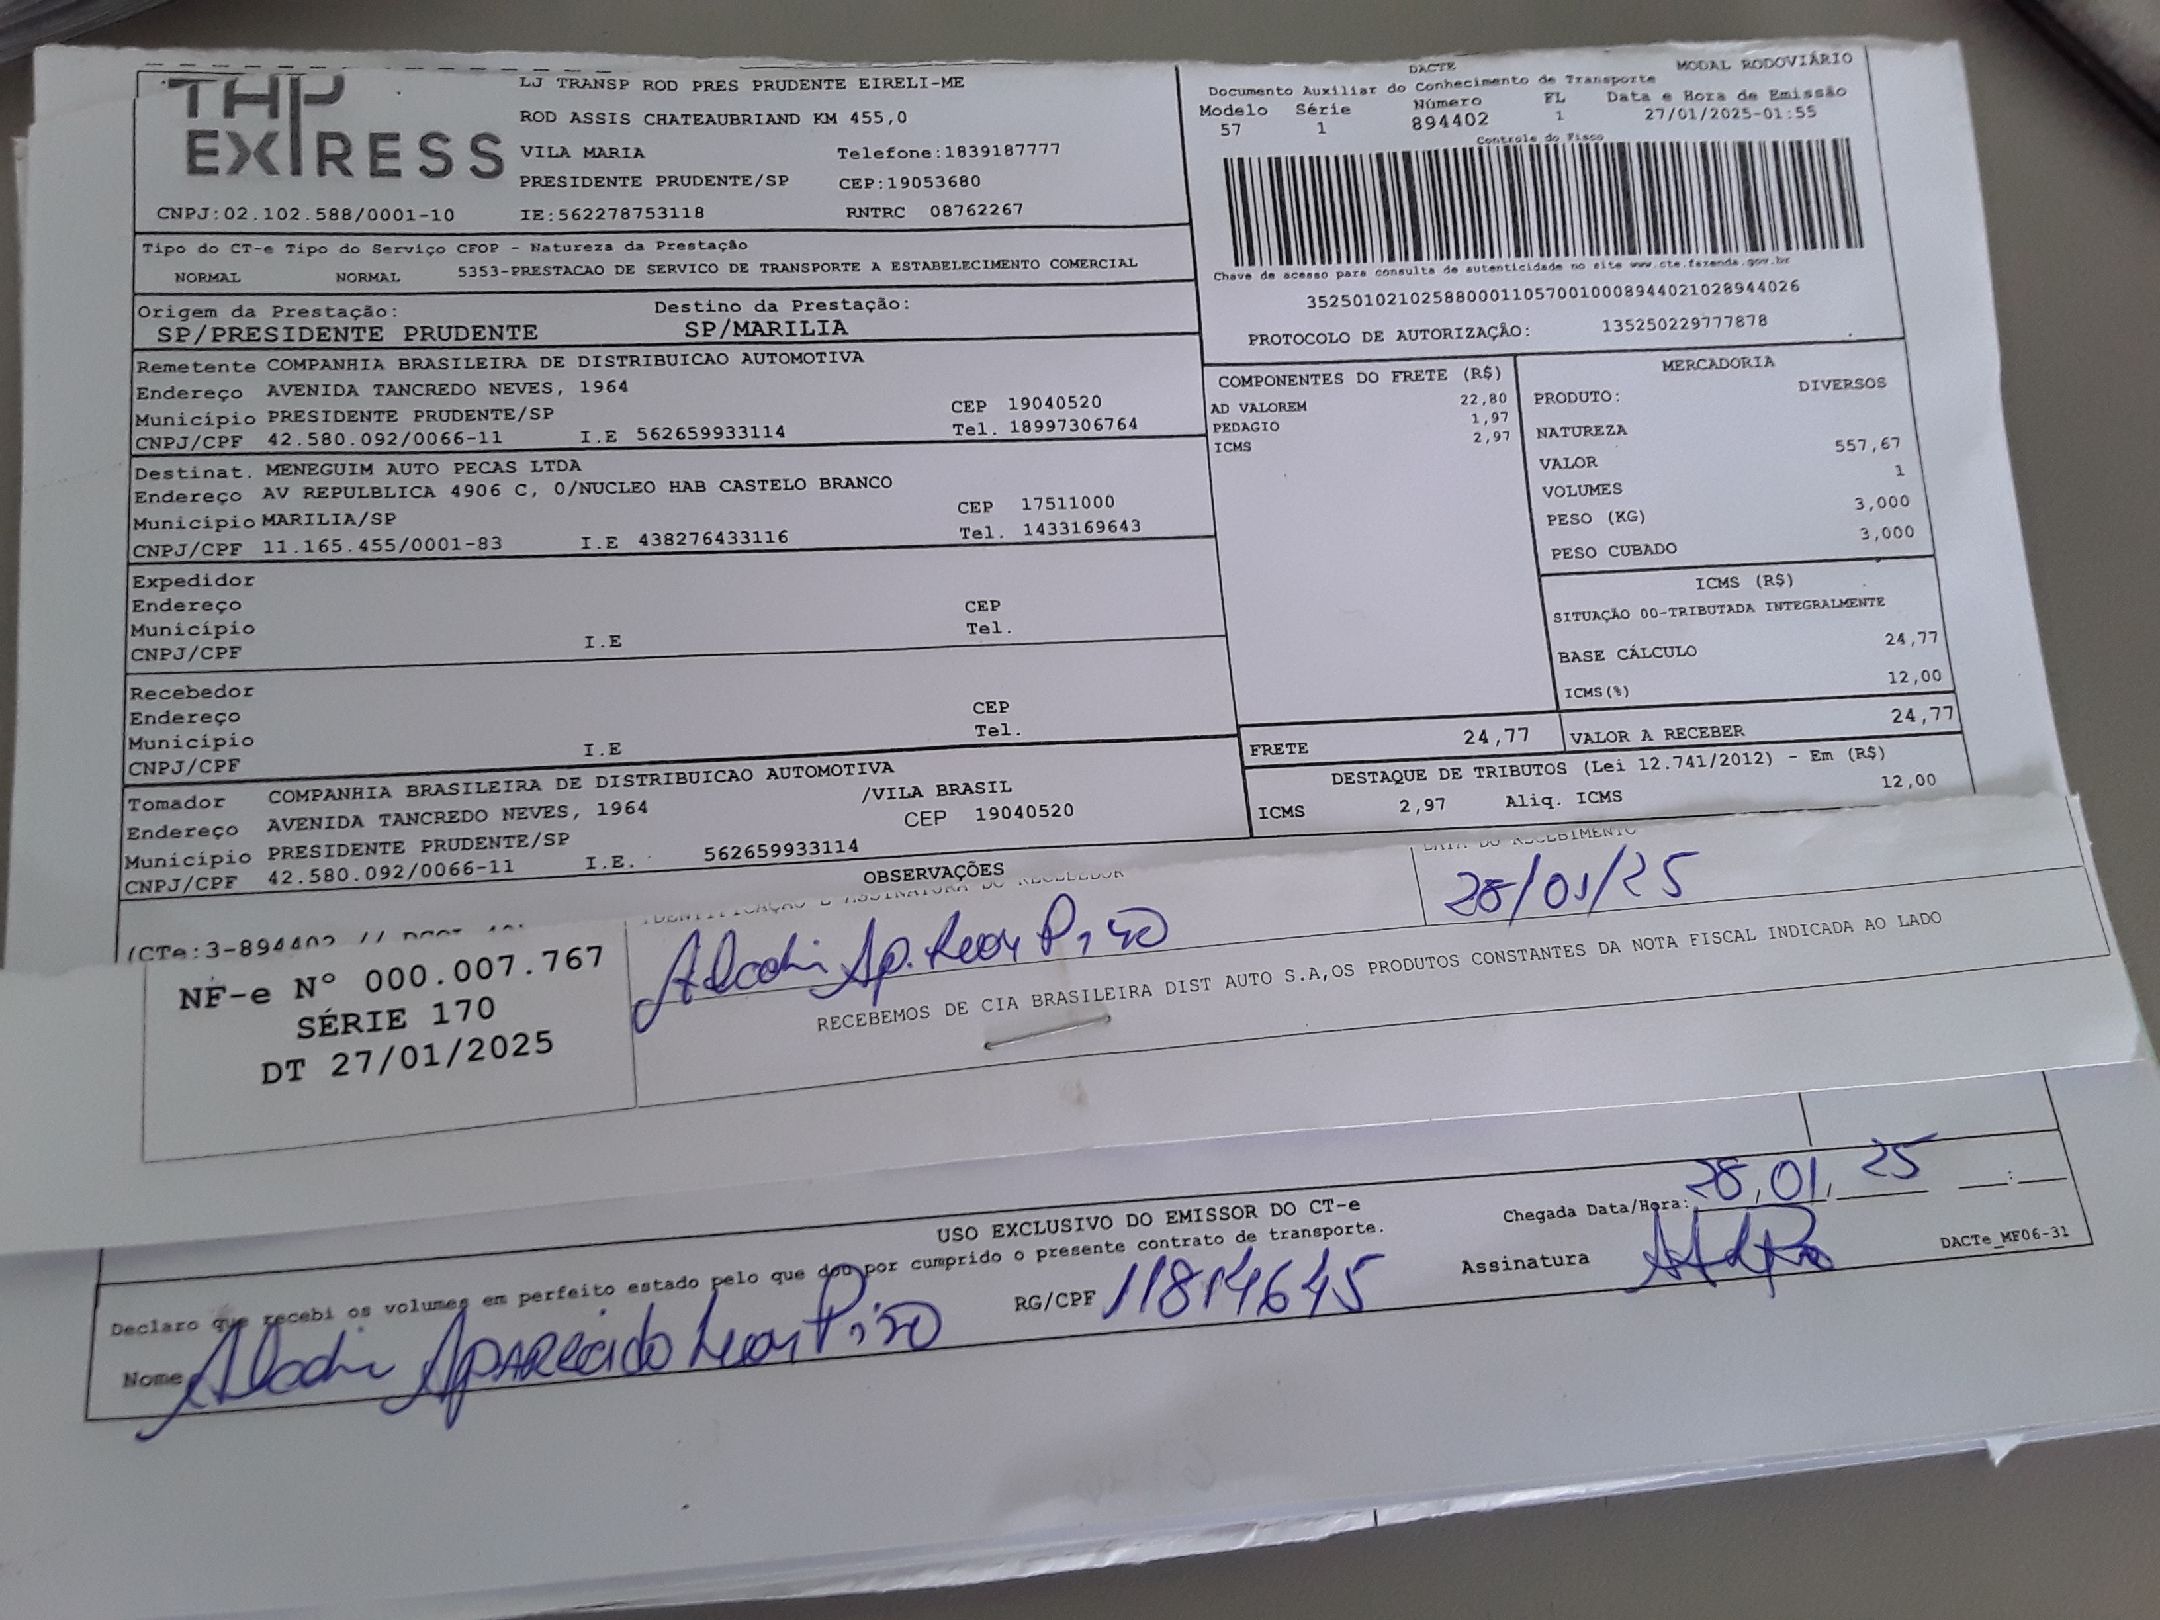 THP EXPRESS
LJ TRANSP ROD PRES PRUDENTE EIRELI-ME
ROD ASSIS CHATEAUBRIAND KM 455,0
VILA MARIA Telefone:1839187777
PRESIDENTE PRUDENTE/SP CEP:19053680
CNPJ:02.102.588/0001-10 IE:562278753118 RNTRC 08762267
DACTE MODAL RODOVIÁRIO
Documento Auxiliar do Conhecimento de Transporte
Modelo Série Número FL Data e Hora de Emissão
57 1 894402 1 27/01/2025-01:55
Controle do Fisco
Chave de acesso para consulta de autenticidade no site www.cte.fazenda.gov.br
35250102102588000110570010008944021028944026
PROTOCOLO DE AUTORIZAÇÃO: 135250229777878
Tipo do CT-e Tipo do Serviço CFOP - Natureza da Prestação
NORMAL NORMAL 5353-PRESTACAO DE SERVICO DE TRANSPORTE A ESTABELECIMENTO COMERCIAL
Origem da Prestação: Destino da Prestação:
SP/PRESIDENTE PRUDENTE SP/MARILIA
Remetente COMPANHIA BRASILEIRA DE DISTRIBUICAO AUTOMOTIVA
Endereço AVENIDA TANCREDO NEVES, 1964
Município PRESIDENTE PRUDENTE/SP CEP 19040520
CNPJ/CPF 42.580.092/0066-11 I.E 562659933114 Tel. 18997306764
Destinat. MENEGUIM AUTO PECAS LTDA
Endereço AV REPULBLICA 4906 C, 0/NUCLEO HAB CASTELO BRANCO
Município MARILIA/SP CEP 17511000
CNPJ/CPF 11.165.455/0001-83 I.E 438276433116 Tel. 1433169643
Expedidor
Endereço
Município CEP
CNPJ/CPF I.E Tel.
Recebedor
Endereço
Município CEP
CNPJ/CPF I.E Tel.
Tomador COMPANHIA BRASILEIRA DE DISTRIBUICAO AUTOMOTIVA
Endereço AVENIDA TANCREDO NEVES, 1964 /VILA BRASIL
Município PRESIDENTE PRUDENTE/SP CEP 19040520
CNPJ/CPF 42.580.092/0066-11 I.E. 562659933114
COMPONENTES DO FRETE (R$)
AD VALOREM 22,80
PEDAGIO 1,97
ICMS 2,97
MERCADORIA
PRODUTO: DIVERSOS
NATUREZA
VALOR 557,67
VOLUMES 1
PESO (KG) 3,000
PESO CUBADO 3,000
ICMS (R$)
SITUAÇÃO 00-TRIBUTADA INTEGRALMENTE
BASE CÁLCULO 24,77
ICMS(%) 12,00
FRETE 24,77 VALOR A RECEBER 24,77
DESTAQUE DE TRIBUTOS (Lei 12.741/2012) - Em (R$)
ICMS 2,97 Aliq. ICMS 12,00
OBSERVAÇÕES
(CTe:3-894402 //
IDENTIFICAÇÃO E ASSINATURA DO RECEBEDOR DATA DO RECEBIMENTO
28/01/25
NF-e Nº 000.007.767
SÉRIE 170
DT 27/01/2025
RECEBEMOS DE CIA BRASILEIRA DIST AUTO S.A,OS PRODUTOS CONSTANTES DA NOTA FISCAL INDICADA AO LADO
USO EXCLUSIVO DO EMISSOR DO CT-e
Declaro que recebi os volumes em perfeito estado pelo que dou por cumprido o presente contrato de transporte.
Chegada Data/Hora: 28,01, 25 :
Nome Aparecido RG/CPF 11814645 Assinatura
DACTe_MF06-31